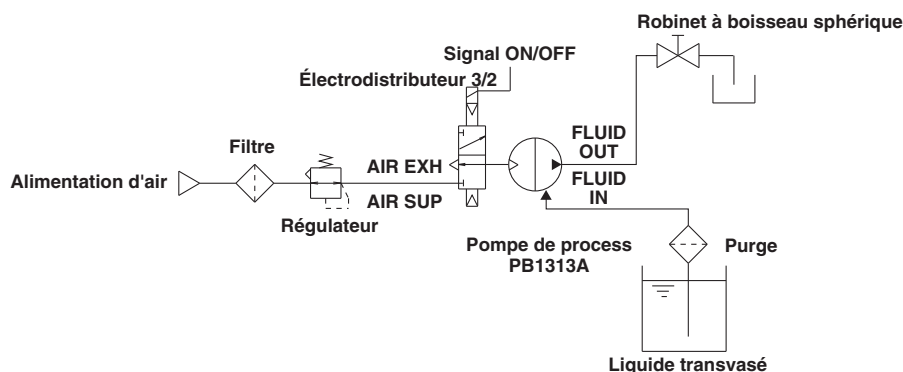 Robinet à boisseau sphérique
Signal ON/OFF
Électrodistributeur 3/2
Filtre
FLUID
OUT
AIR EXH
FLUID
IN
Alimentation d'air
AIR SUP
Régulateur
Pompe de process
PB1313A
Purge
Liquide transvasé